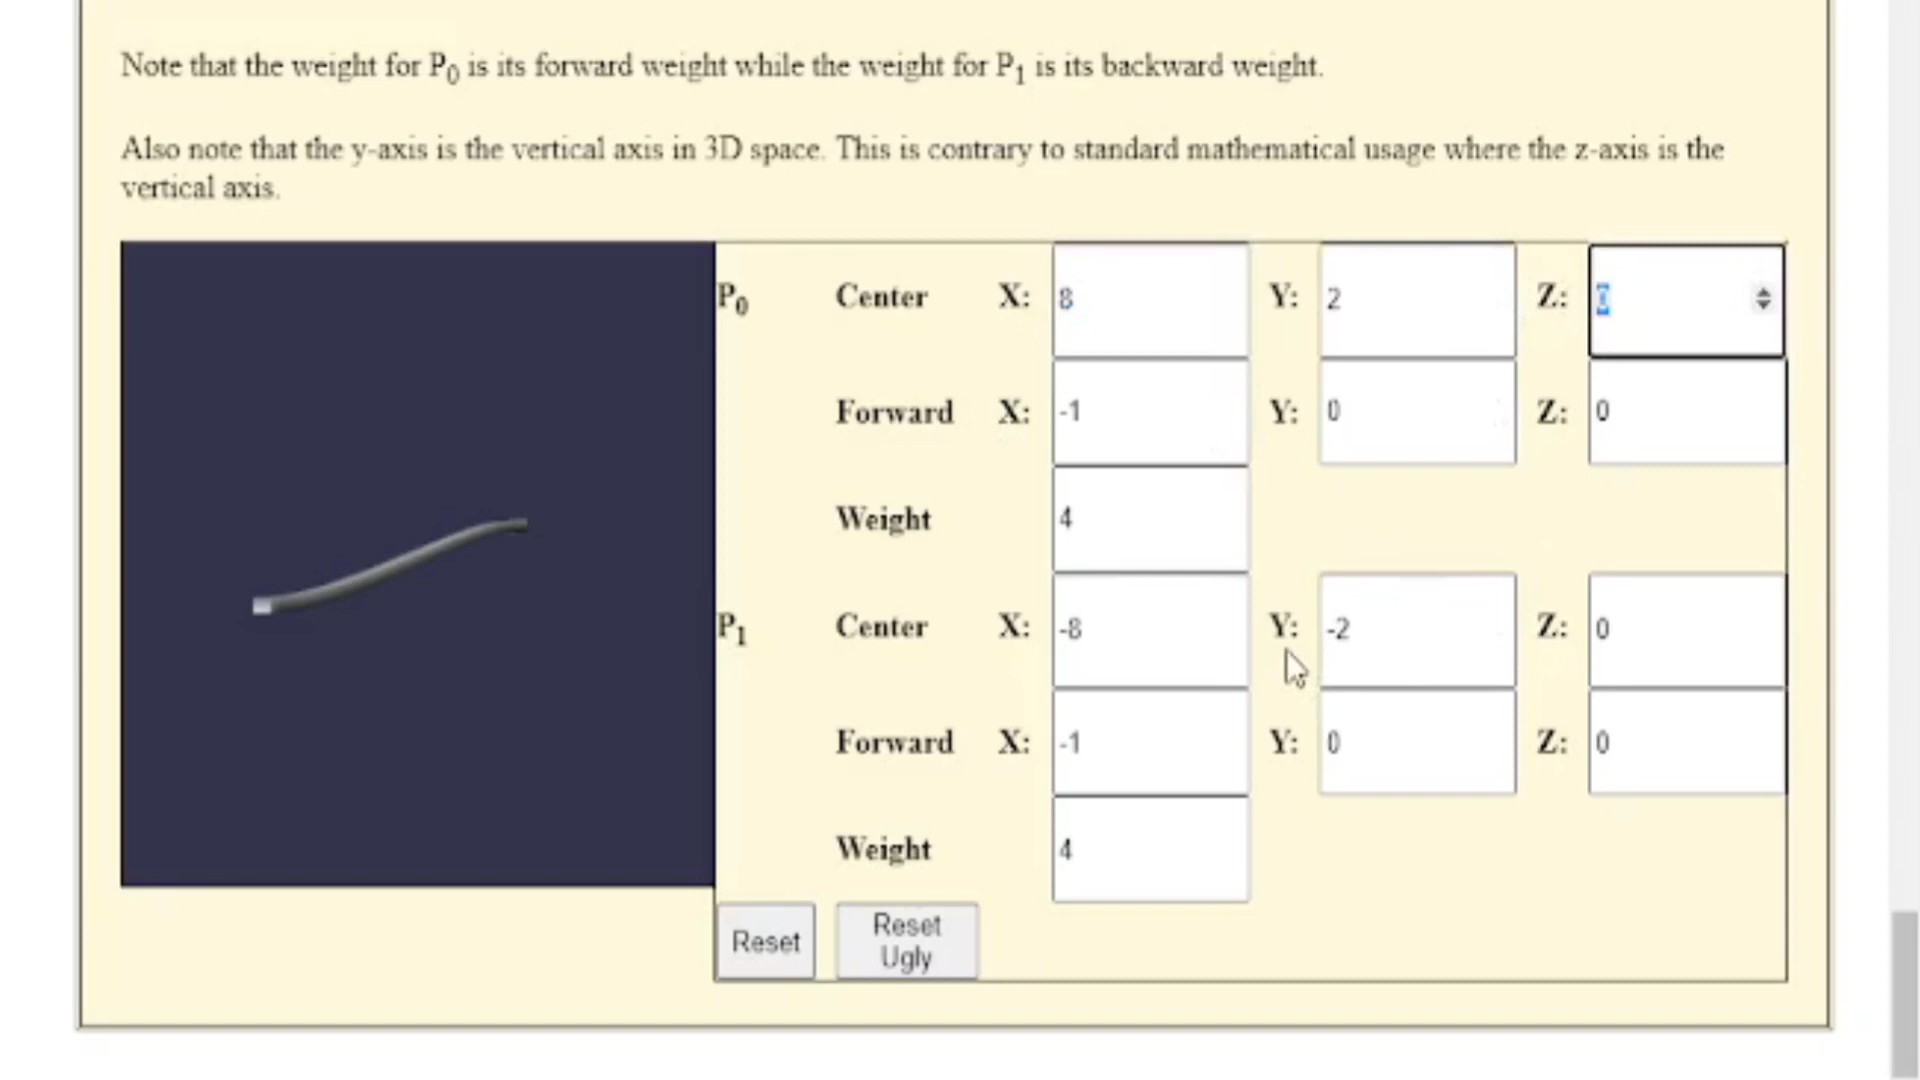 Note that the weight for P0 is its forward weight while the weight for P1 is its backward weight.
Also note that the y-axis is the vertical axis in 3D space. This is contrary to standard mathematical usage where the z-axis is the
vertical axis.
P0 Center X: 8 Y: 2 Z:
Forward X: -1 Y: 0 Z: 0
Weight 4
P1 Center X: -8 Y: -2 Z: 0
Forward X: -1 Y: 0 Z: 0
Weight 4
Reset
Reset
Ugly